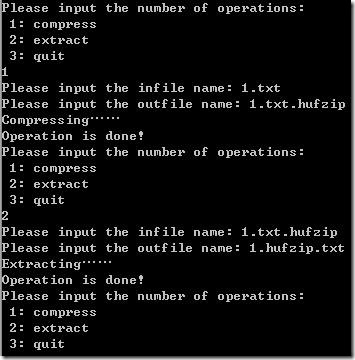 Please input the number of operations:
 1: compress
 2: extract
 3: quit
1
Please input the infile name: 1.txt
Please input the outfile name: 1.txt.hufzip
Compressing……
Operation is done!
Please input the number of operations:
 1: compress
 2: extract
 3: quit
2
Please input the infile name: 1.txt.hufzip
Please input the outfile name: 1.hufzip.txt
Extracting……
Operation is done!
Please input the number of operations:
 1: compress
 2: extract
 3: quit